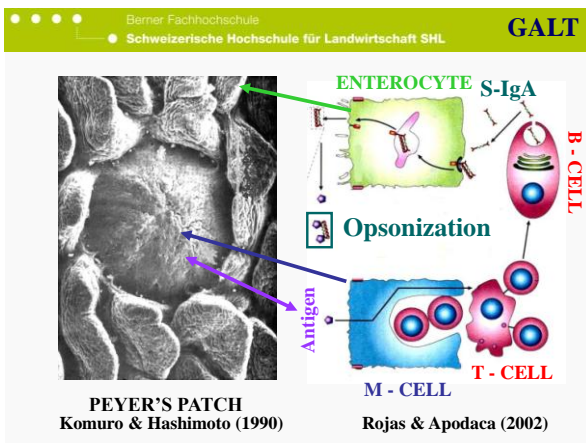 Berner Fachhochschule
Schweizerische Hochschule für Landwirtschaft SHL
GALT
ENTEROCYTE
S-IgA
B - CELL
Opsonization
Antigen
T - CELL
M - CELL
PEYER'S PATCH
Komuro & Hashimoto (1990)
Rojas & Apodaca (2002)